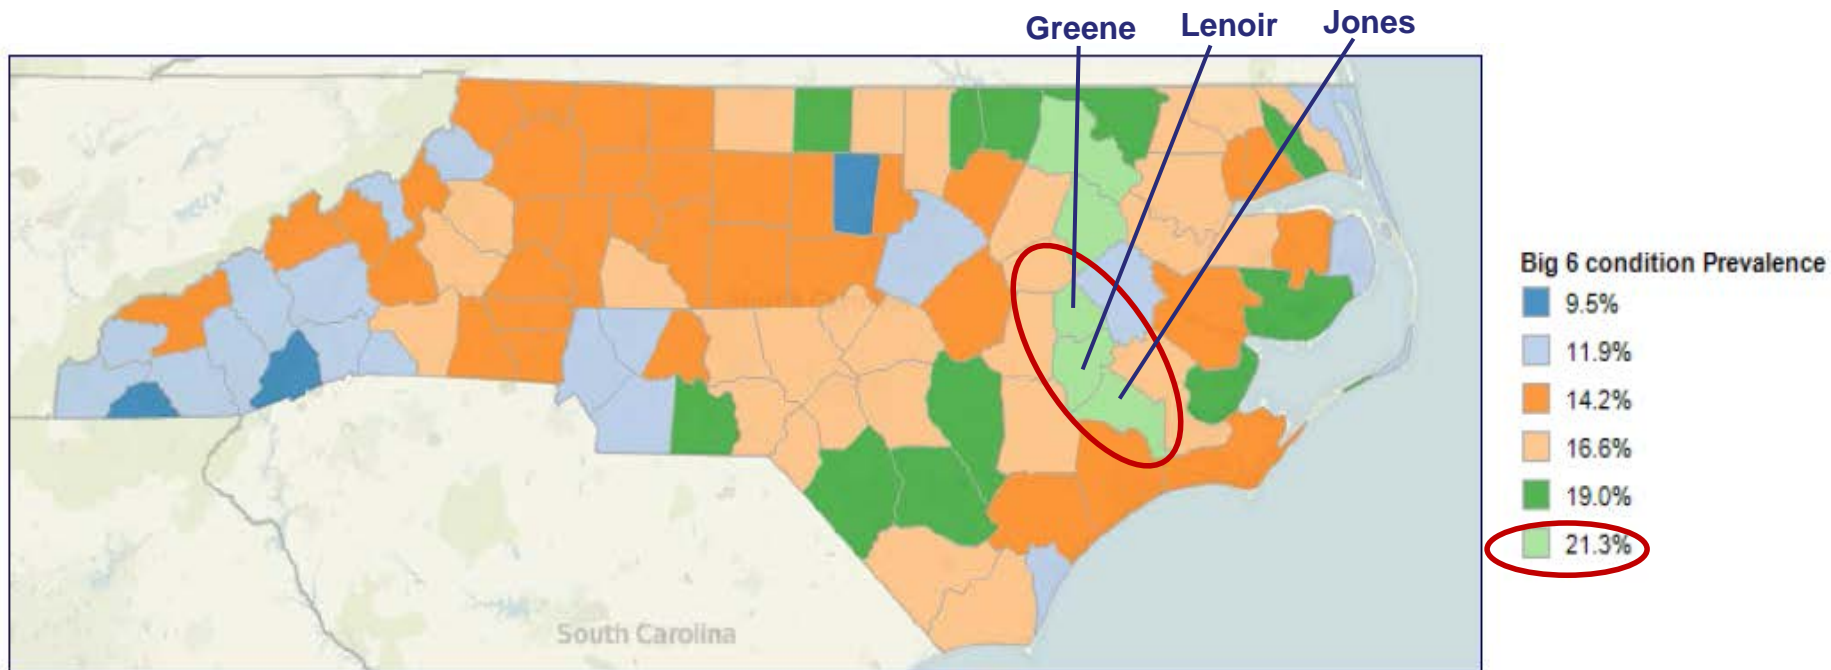 Greene Lenoir Jones
Big 6 condition Prevalence
9.5%
11.9%
14.2%
16.6%
19.0%
21.3%
South Carolina